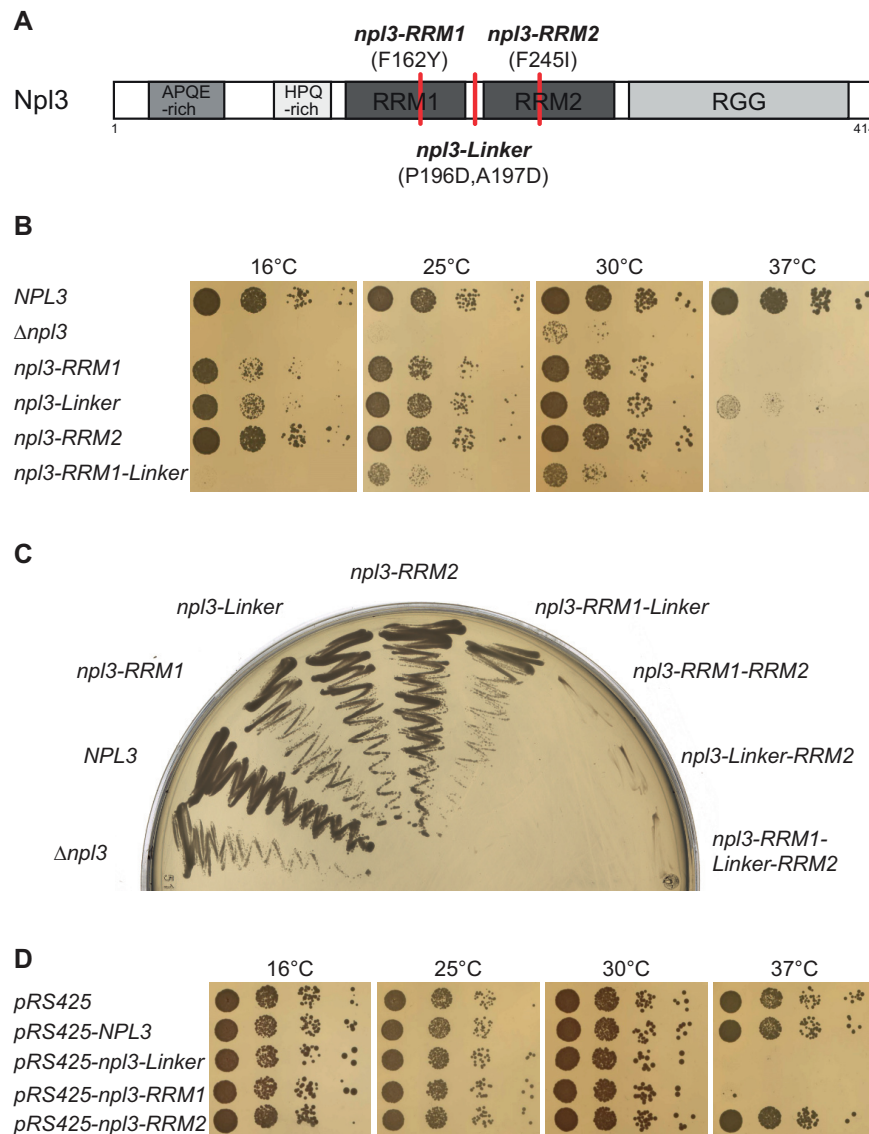 A
npl3-RRM1
(F162Y)
npl3-RRM2
(F245I)
Npl3
APQE
-rich
HPQ
-rich
RRM1
RRM2
RGG
1
414
npl3-Linker
(P196D,A197D)
B
16°C 25°C 30°C 37°C
NPL3
Δnpl3
npl3-RRM1
npl3-Linker
npl3-RRM2
npl3-RRM1-Linker
C
npl3-RRM2
npl3-Linker
npl3-RRM1-Linker
npl3-RRM1
npl3-RRM1-RRM2
NPL3
npl3-Linker-RRM2
Δnpl3
npl3-RRM1-
Linker-RRM2
D
16°C 25°C 30°C 37°C
pRS425
pRS425-NPL3
pRS425-npl3-Linker
pRS425-npl3-RRM1
pRS425-npl3-RRM2